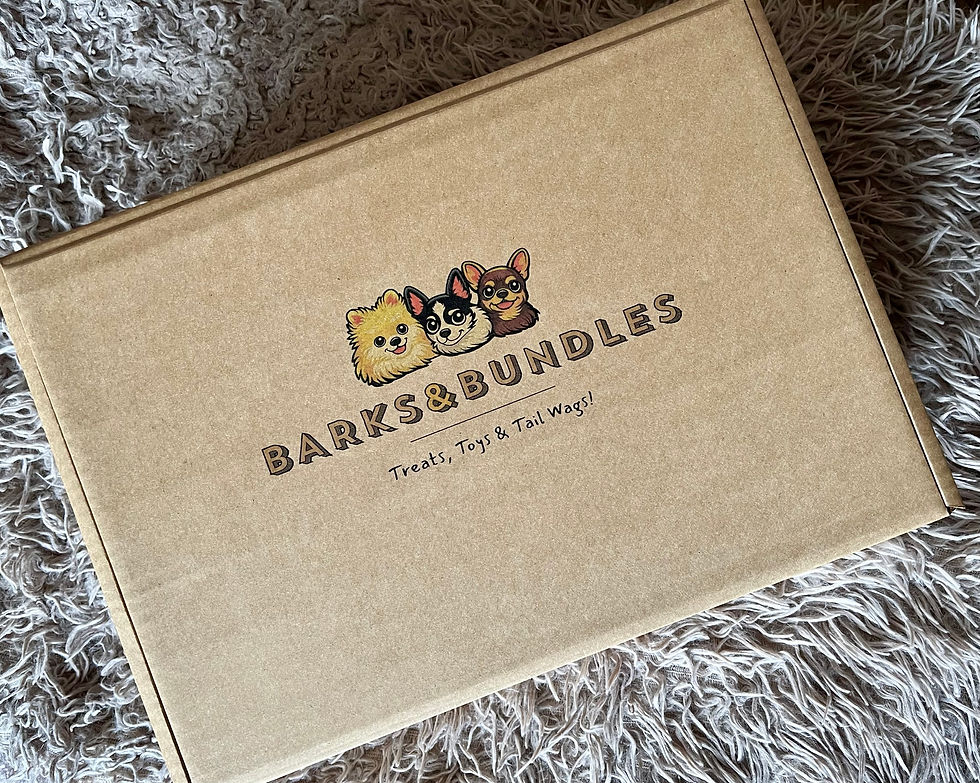 BARKS&BUNDLES
Treats, Toys & Tail Wags!